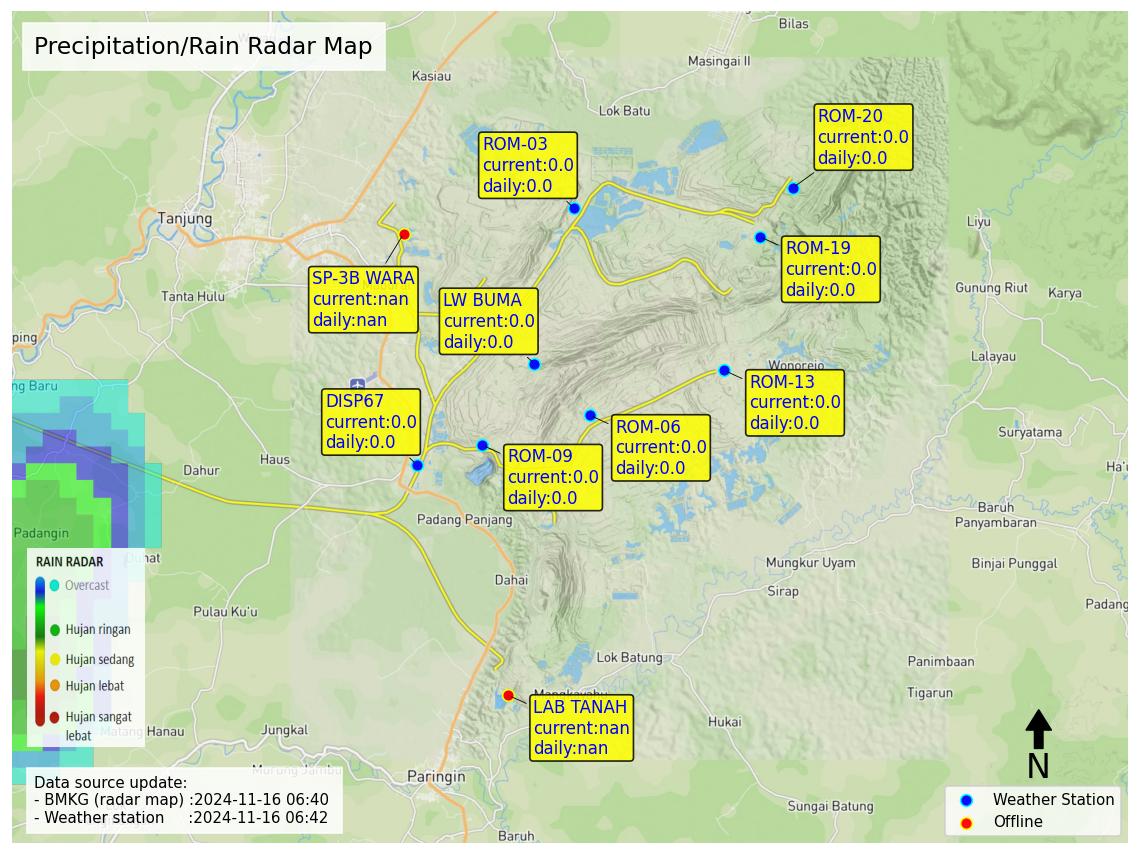 Precipitation/Rain Radar Map
Bilas
Masingai II
Kasiau
Lok Batu
ROM-20
current:0.0
daily:0.0
ROM-03
current:0.0
daily:0.0
Tanjung
Liyu
ROM-19
current:0.0
daily:0.0
SP-3B WARA
current:nan
daily:nan
Tanta Hulu
LW BUMA
current:0.0
daily:0.0
Gunung Riut
Karya
ping
Lalayau
Wonorejo
ng Baru
ROM-13
current:0.0
daily:0.0
DISP67
current:0.0
daily:0.0
ROM-06
current:0.0
daily:0.0
Suryatama
ROM-09
current:0.0
daily:0.0
Dahur
Haus
Ha'u
Baruh
Panyambaran
Padang Panjang
Padangin
Mungkur Uyam
Binjai Punggal
RAIN RADAR
Overcast
Hujan ringan
Hujan sedang
Hujan lebat
Hujan sangat
lebat
Dahai
Sirap
Pulau Ku'u
Padang
Lok Batung
Panimbaan
Tigarun
Mangkayahu
LAB TANAH
current:nan
daily:nan
Hukai
Matang Hanau
Jungkal
Murung Jambu
Paringin
N
Data source update:
- BMKG (radar map) :2024-11-16 06:40
- Weather station :2024-11-16 06:42
Sungai Batung
Baruh
Weather Station
Offline